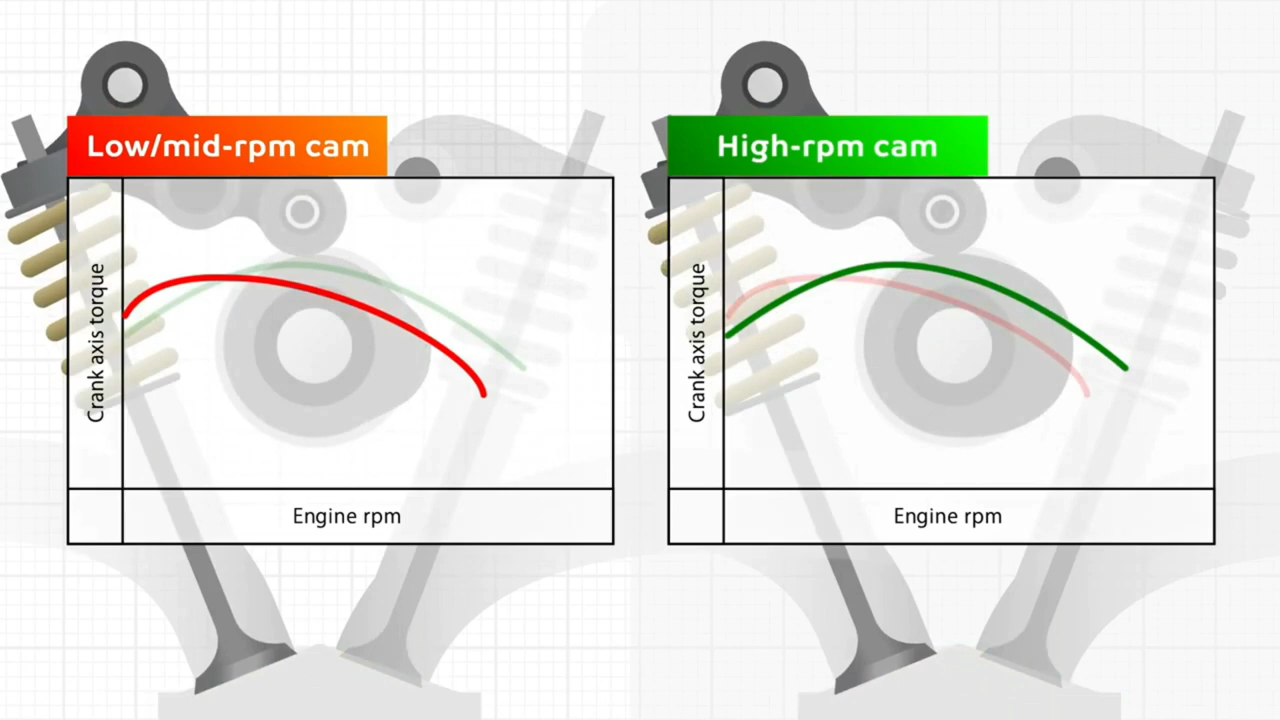 Low/mid-rpm cam
Crank axis torque
Engine rpm
High-rpm cam
Crank axis torque
Engine rpm